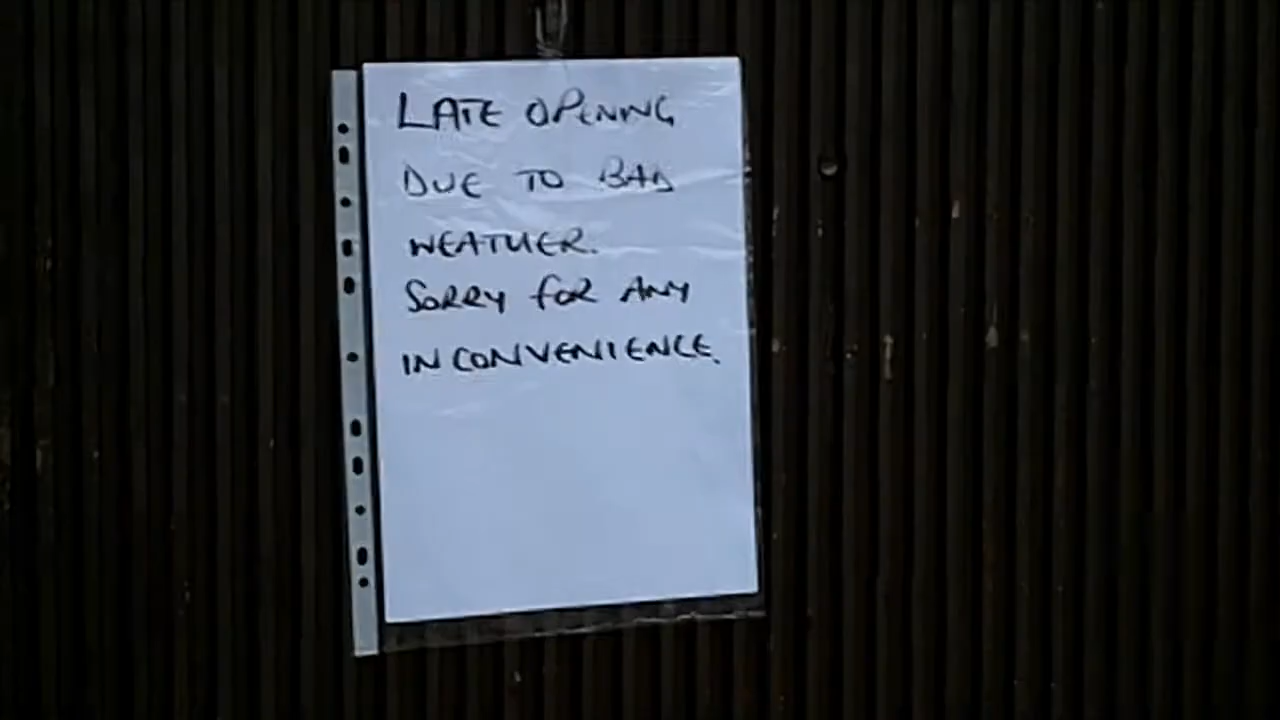 LATE OPENING
DUE TO BAD
WEATHER.
SORRY FOR ANY
INCONVENIENCE.